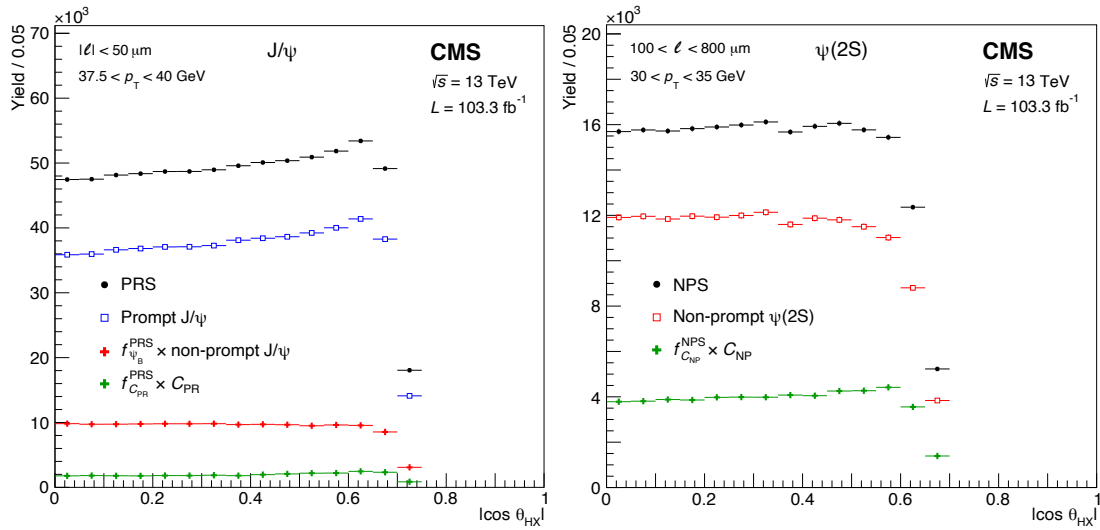 ×10³
70
60
50
40
30
20
10
0
Yield / 0.05
|ℓ| < 50 μm
37.5 < p_T < 40 GeV
J/ψ
CMS
√s = 13 TeV
L = 103.3 fb⁻¹
PRS
Prompt J/ψ
f_{ψ_B}^{PRS} × non-prompt J/ψ
f_{C_PR}^{PRS} × C_PR
0 0.2 0.4 0.6 0.8 1
|cos θ_HX|
×10³
20
16
12
8
4
0
Yield / 0.05
100 < ℓ < 800 μm
30 < p_T < 35 GeV
ψ(2S)
CMS
√s = 13 TeV
L = 103.3 fb⁻¹
NPS
Non-prompt ψ(2S)
f_{C_NP}^{NPS} × C_NP
0 0.2 0.4 0.6 0.8 1
|cos θ_HX|